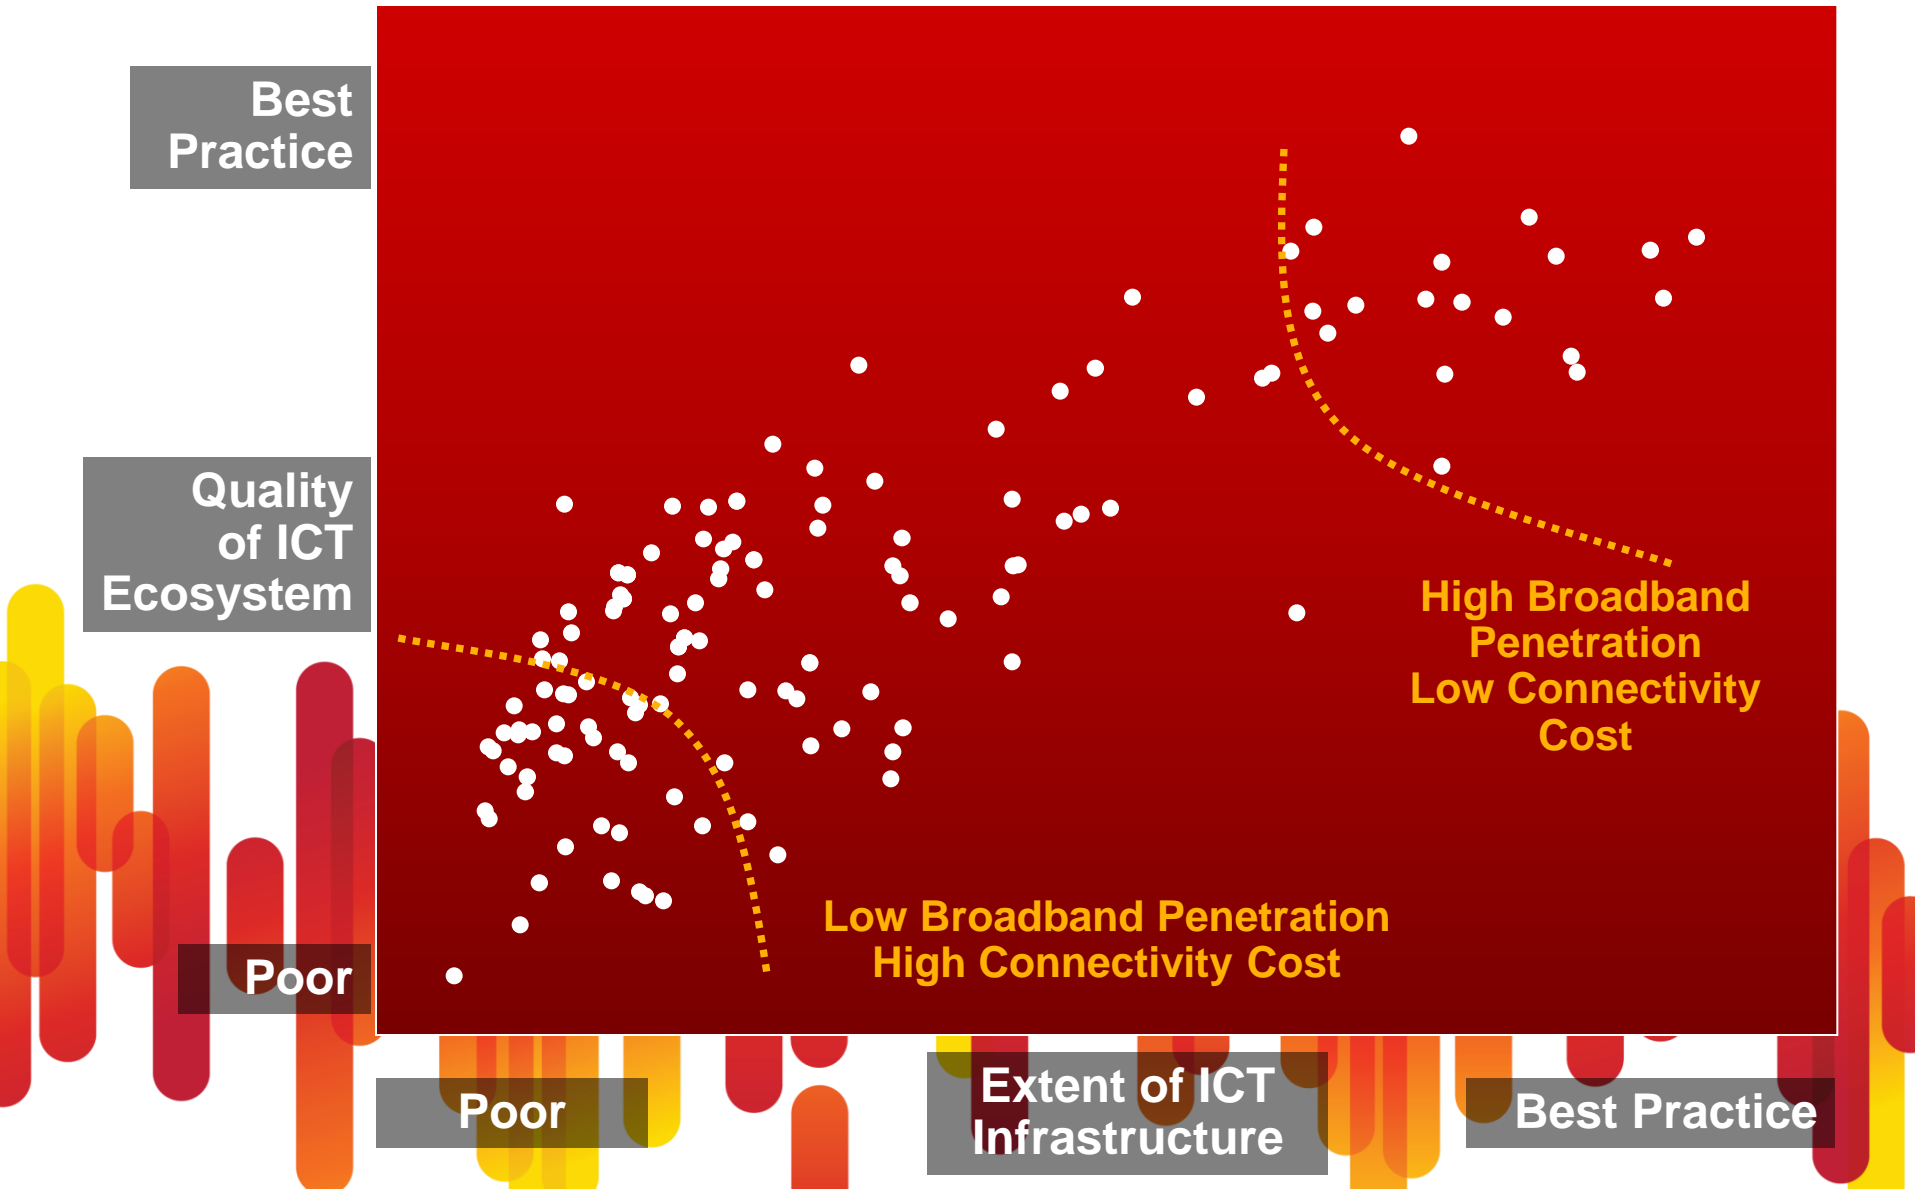 Best
Practice
Quality
of ICT
Ecosystem
High Broadband
Penetration
Low Connectivity
Cost
Low Broadband Penetration
High Connectivity Cost
Poor
Poor
Extent of ICT
Infrastructure
Best Practice